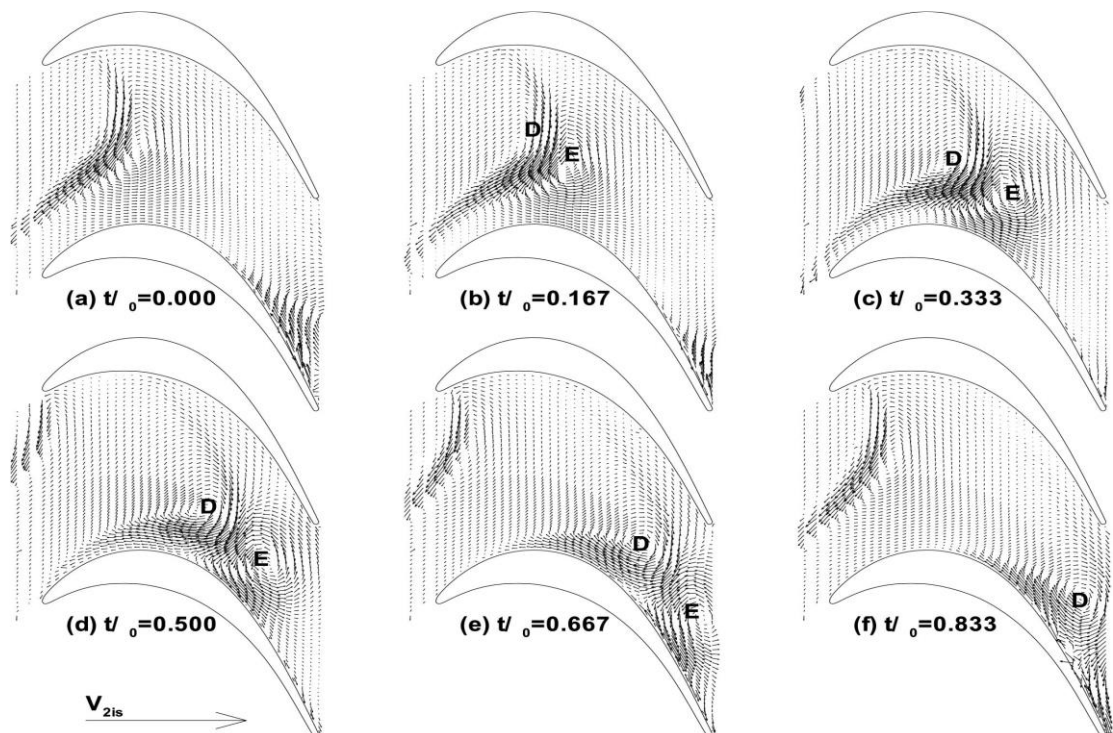 D
E
D
E
(a) t/ 0=0.000
(b) t/ 0=0.167
(c) t/ 0=0.333
D
E
D
E
D
(d) t/ 0=0.500
(e) t/ 0=0.667
(f) t/ 0=0.833
V2is